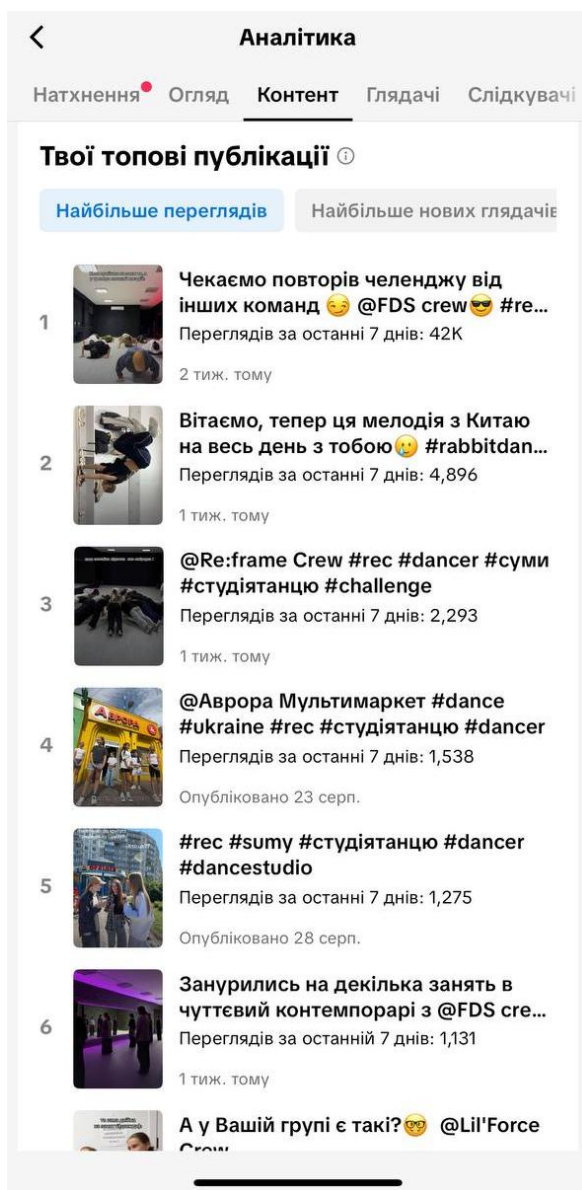 Аналітика
Натхнення Огляд Контент Глядачі Слідкувачі
Твої топові публікації
Найбільше переглядів Найбільше нових глядачів
1
Чекаємо повторів челенджу від
інших команд 😏 @FDS crew😎 #re...
Переглядів за останні 7 днів: 42K
2 тиж. тому
2
Вітаємо, тепер ця мелодія з Китаю
на весь день з тобою🥲 #rabbitdan...
Переглядів за останні 7 днів: 4,896
1 тиж. тому
3
@Re:frame Crew #rec #dancer #суми
#студіятанцю #challenge
Переглядів за останні 7 днів: 2,293
1 тиж. тому
4
АВРОРА
@Аврора Мультимаркет #dance
#ukraine #rec #студіятанцю #dancer
Переглядів за останні 7 днів: 1,538
Опубліковано 23 серп.
5
#rec #sumy #студіятанцю #dancer
#dancestudio
Переглядів за останні 7 днів: 1,275
Опубліковано 28 серп.
6
Занурились на декілька занять в
чуттєвий контемпорарі з @FDS cre...
Переглядів за останній 7 днів: 1,131
1 тиж. тому
А у Вашій групі є такі?🤓 @Lil'Force
Crew